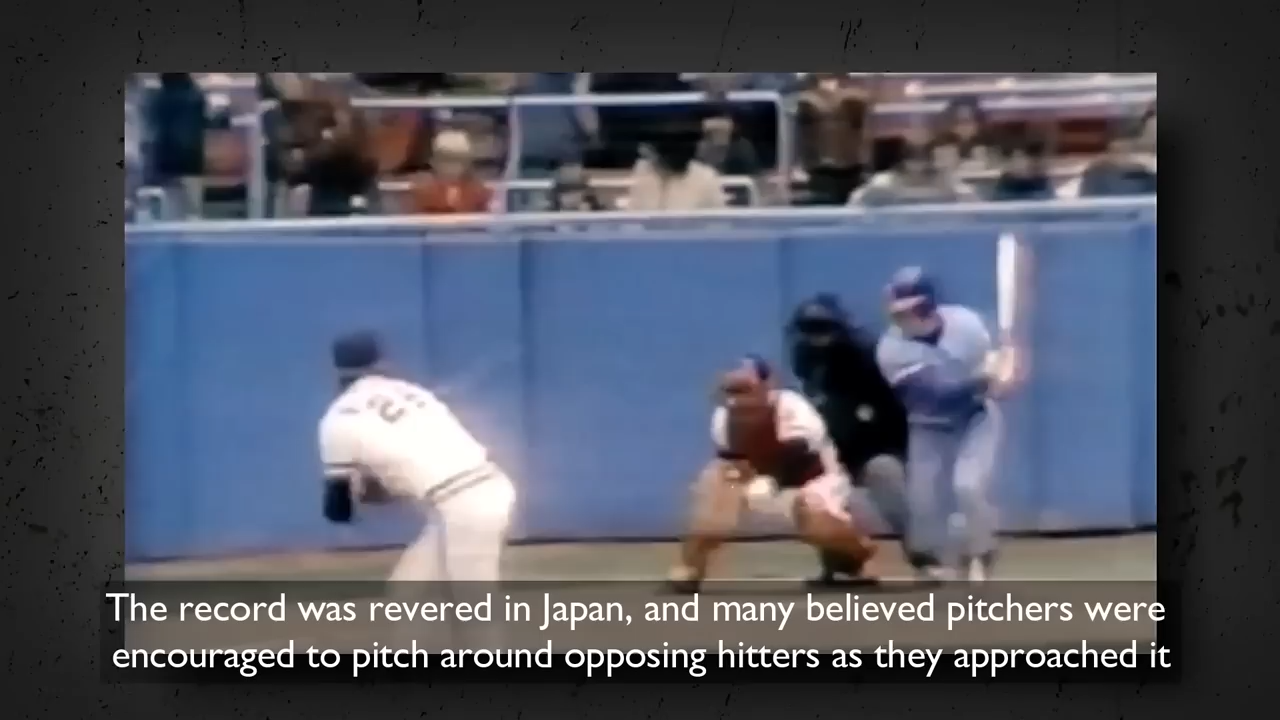 The record was revered in Japan, and many believed pitchers were
encouraged to pitch around opposing hitters as they approached it